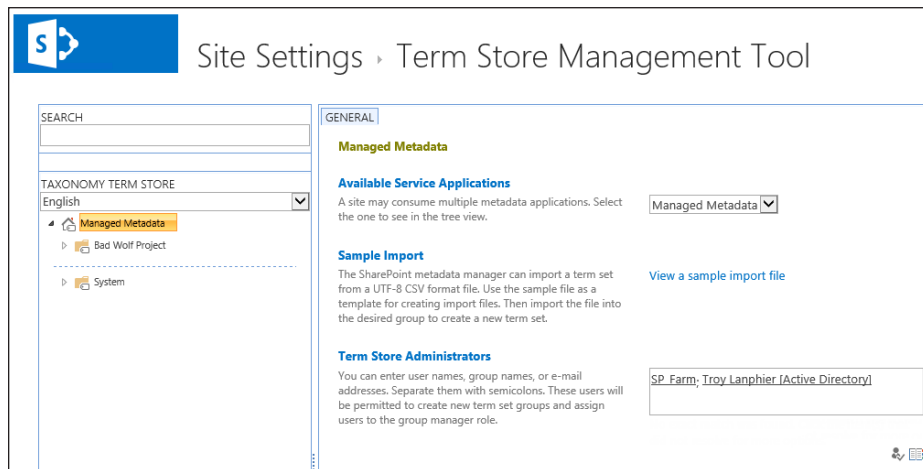 S
Site Settings › Term Store Management Tool
SEARCH
TAXONOMY TERM STORE
English
Managed Metadata
Bad Wolf Project
System
GENERAL
Managed Metadata
Available Service Applications
A site may consume multiple metadata applications. Select
the one to see in the tree view.
Managed Metadata
Sample Import
The SharePoint metadata manager can import a term set
from a UTF-8 CSV format file. Use the sample file as a
template for creating import files. Then import the file into
the desired group to create a new term set.
View a sample import file
Term Store Administrators
You can enter user names, group names, or e-mail
addresses. Separate them with semicolons. These users will
be permitted to create new term set groups and assign
users to the group manager role.
SP_Farm; Troy Lanphier [Active Directory]